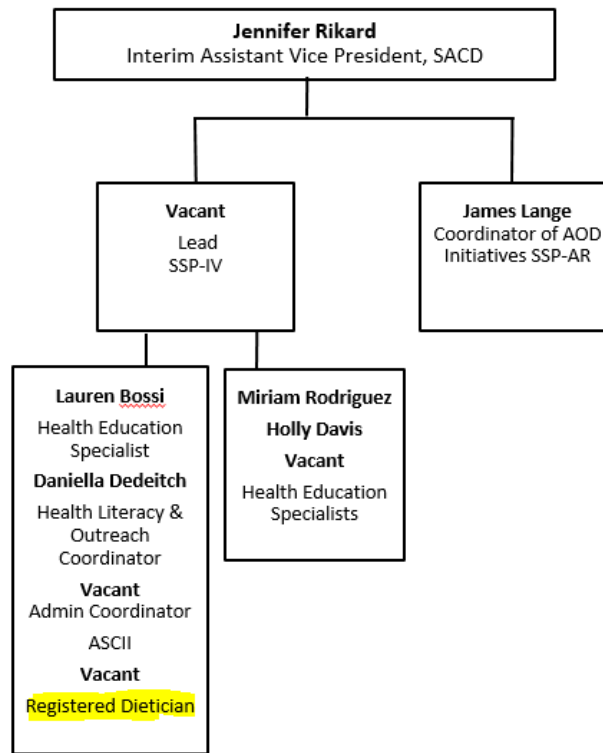 Jennifer Rikard
Interim Assistant Vice President, SACD
Vacant
Lead
SSP-IV
James Lange
Coordinator of AOD
Initiatives SSP-AR
Lauren Bossi
Health Education
Specialist
Daniella Dedeitch
Health Literacy &
Outreach
Coordinator
Vacant
Admin Coordinator
ASCII
Vacant
Registered Dietician
Miriam Rodriguez
Holly Davis
Vacant
Health Education
Specialists